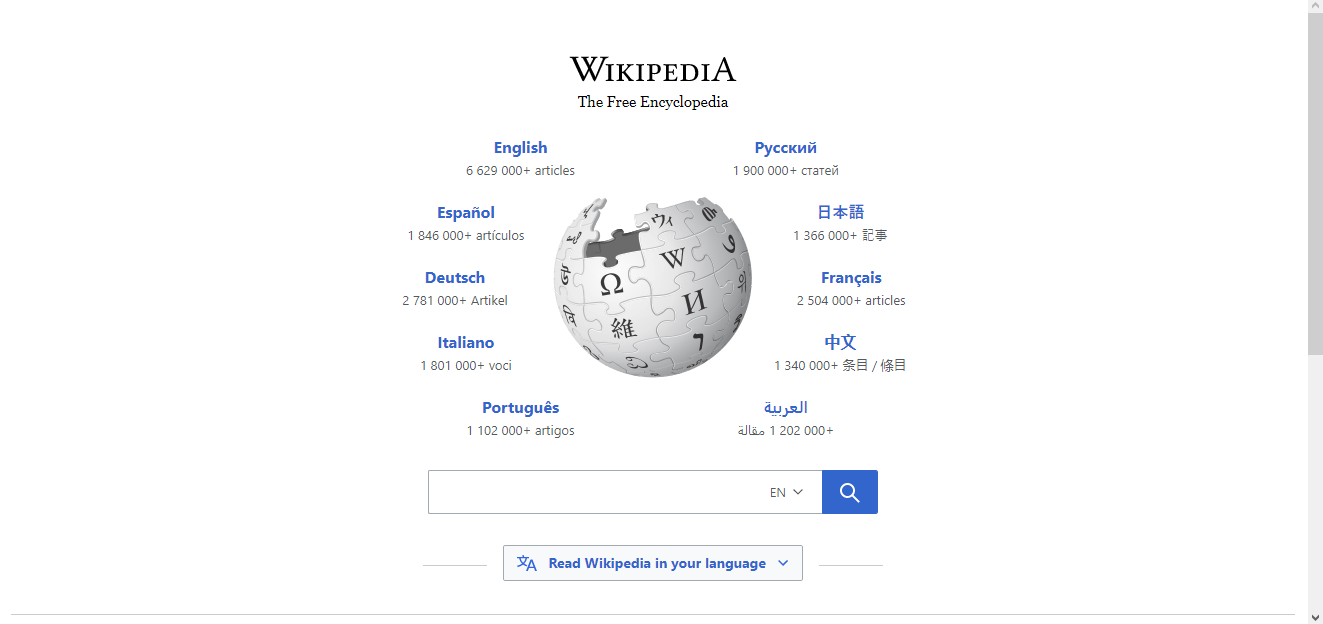 WIKIPEDIA
The Free Encyclopedia
English
6 629 000+ articles
Русский
1 900 000+ статей
Español
1 846 000+ artículos
日本語
1 366 000+ 記事
Deutsch
2 781 000+ Artikel
Français
2 504 000+ articles
Italiano
1 801 000+ voci
中文
1 340 000+ 条目 / 條目
Português
1 102 000+ artigos
العربية
1 202 000+ مقالة
Ω
W
И
維
ウィ
EN
Read Wikipedia in your language